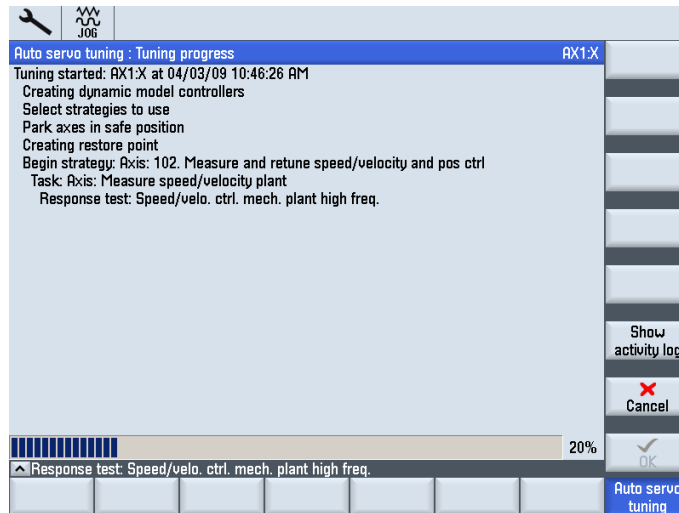 JOG
Auto servo tuning : Tuning progress AX1:X
Tuning started: AX1:X at 04/03/09 10:46:26 AM
Creating dynamic model controllers
Select strategies to use
Park axes in safe position
Creating restore point
Begin strategy: Axis: 102. Measure and retune speed/velocity and pos ctrl
Task: Axis: Measure speed/velocity plant
Response test: Speed/velo. ctrl. mech. plant high freq.
Show
activity log
Cancel
20%
OK
Response test: Speed/velo. ctrl. mech. plant high freq.
Auto servo
tuning